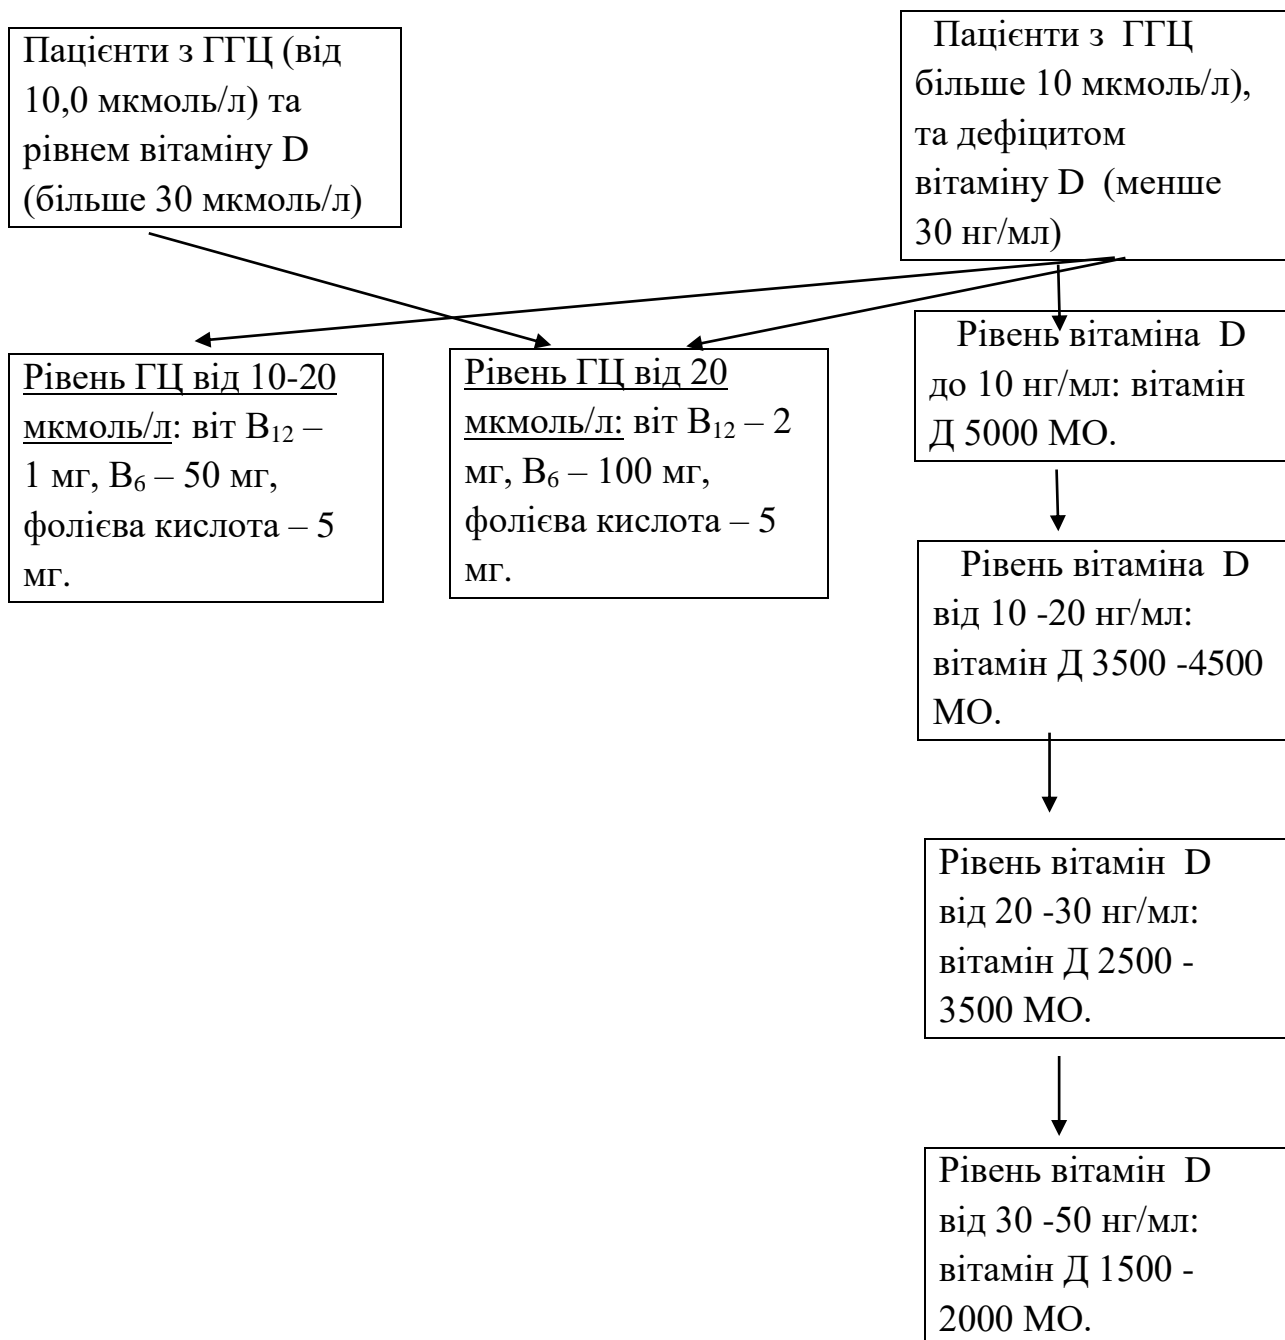 Пацієнти з ГГЦ (від
10,0 мкмоль/л) та
рівнем вітаміну D
(більше 30 мкмоль/л)
Пацієнти з ГГЦ
більше 10 мкмоль/л),
та дефіцитом
вітаміну D (менше
30 нг/мл)
Рівень ГЦ від 10-20
мкмоль/л: віт В₁₂ –
1 мг, В₆ – 50 мг,
фолієва кислота – 5
мг.
Рівень ГЦ від 20
мкмоль/л: віт В₁₂ – 2
мг, В₆ – 100 мг,
фолієва кислота – 5
мг.
Рівень вітаміна D
до 10 нг/мл: вітамін
Д 5000 МО.
Рівень вітаміна D
від 10 -20 нг/мл:
вітамін Д 3500 -4500
МО.
Рівень вітамін D
від 20 -30 нг/мл:
вітамін Д 2500 -
3500 МО.
Рівень вітамін D
від 30 -50 нг/мл:
вітамін Д 1500 -
2000 МО.